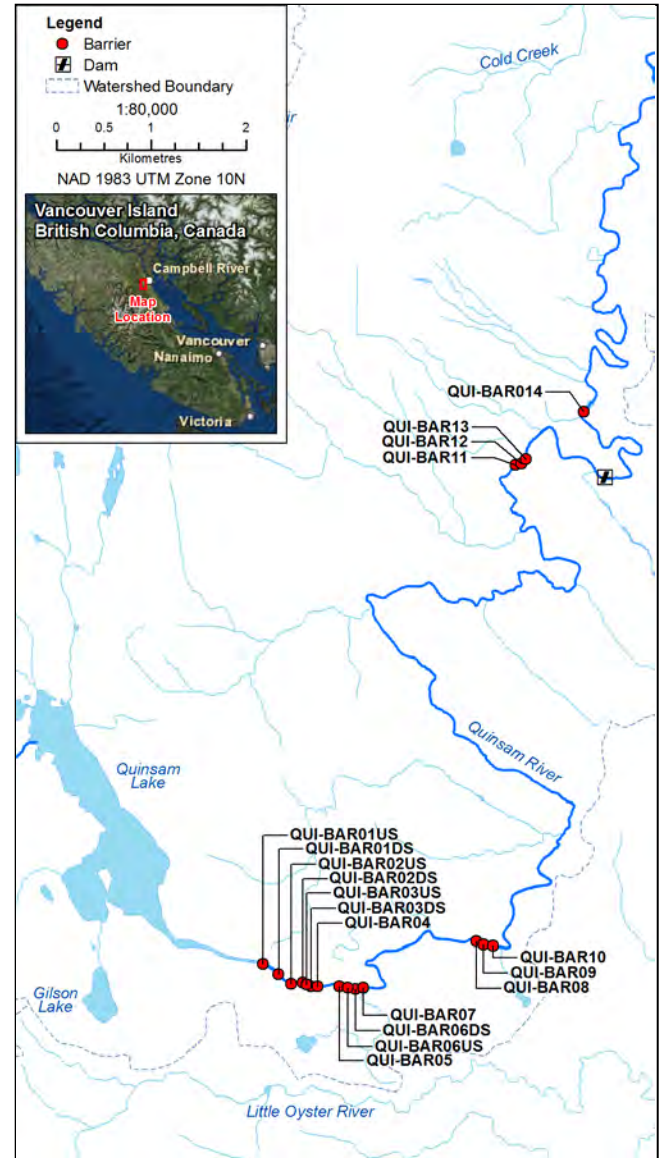 Legend
Barrier
Dam
Watershed Boundary
1:80,000
0 0.5 1 2
Kilometres
NAD 1983 UTM Zone 10N
Vancouver Island
British Columbia, Canada
Campbell River
Map
Location
Vancouver
Nanaimo
Victoria
Cold Creek
ir
QUI-BAR014
QUI-BAR13
QUI-BAR12
QUI-BAR11
Quinsam
River
Quinsam
Lake
QUI-BAR01US
QUI-BAR01DS
QUI-BAR02US
QUI-BAR02DS
QUI-BAR03US
QUI-BAR03DS
QUI-BAR04
QUI-BAR10
QUI-BAR09
QUI-BAR08
Gilson
Lake
QUI-BAR07
QUI-BAR06DS
QUI-BAR06US
QUI-BAR05
Little Oyster River